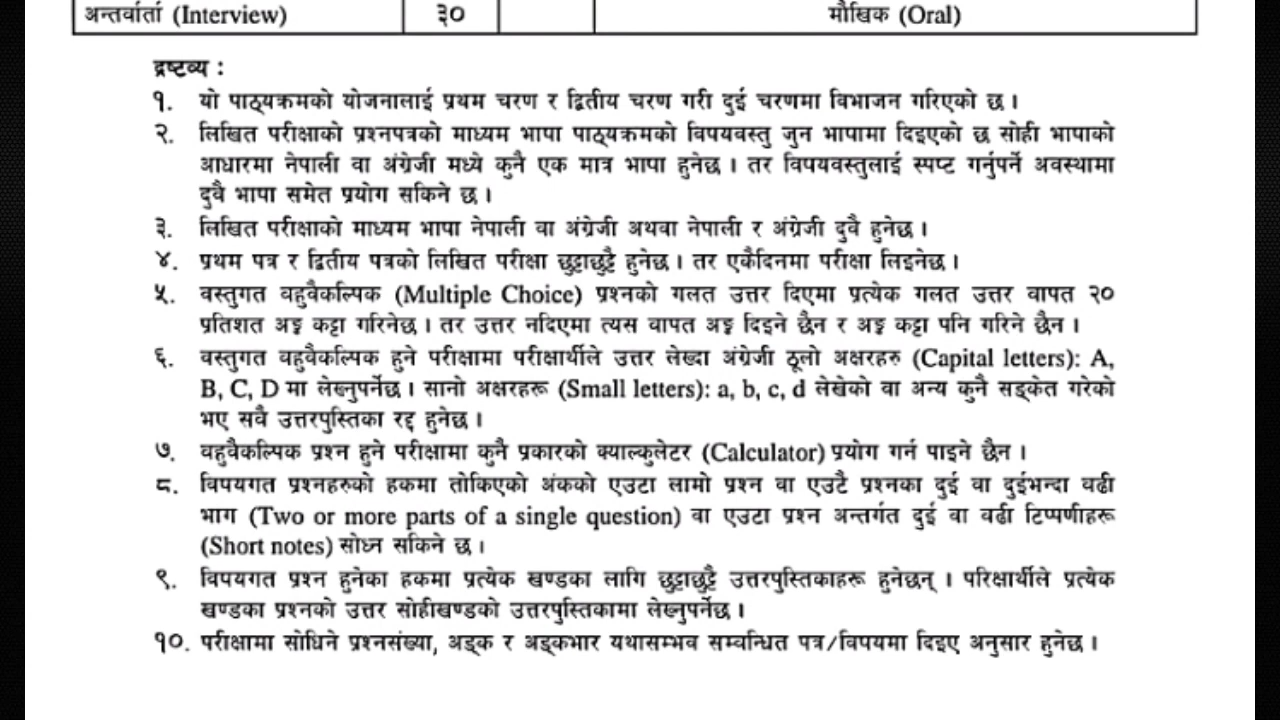 अन्तर्वार्ता (Interview) ३० मौखिक (Oral)
द्रष्टव्य :
१. यो पाठ्यक्रमको योजनालाई प्रथम चरण र द्वितीय चरण गरी दुई चरणमा विभाजन गरिएको छ ।
२. लिखित परीक्षाको प्रश्नपत्रको माध्यम भाषा पाठ्यक्रमको विषयवस्तु जुन भाषामा दिइएको छ सोही भाषाको
आधारमा नेपाली वा अंग्रेजी मध्ये कुनै एक मात्र भाषा हुनेछ । तर विषयवस्तुलाई स्पष्ट गर्नुपर्ने अवस्थामा
दुवै भाषा समेत प्रयोग सकिने छ ।
३. लिखित परीक्षाको माध्यम भाषा नेपाली वा अंग्रेजी अथवा नेपाली र अंग्रेजी दुवै हुनेछ ।
४. प्रथम पत्र र द्वितीय पत्रको लिखित परीक्षा छुट्टाछुट्टै हुनेछ । तर एकैदिनमा परीक्षा लिइनेछ ।
५. वस्तुगत बहुवैकल्पिक (Multiple Choice) प्रश्नको गलत उत्तर दिएमा प्रत्येक गलत उत्तर वापत २०
प्रतिशत अङ्क कट्टा गरिनेछ । तर उत्तर नदिएमा त्यस वापत अङ्क दिइने छैन र अङ्क कट्टा पनि गरिने छैन ।
६. वस्तुगत बहुवैकल्पिक हुने परीक्षामा परीक्षार्थीले उत्तर लेख्दा अंग्रेजी ठूलो अक्षरहरु (Capital letters): A,
B, C, D मा लेख्नुपर्नेछ । सानो अक्षरहरू (Small letters): a, b, c, d लेखेको वा अन्य कुनै सङ्केत गरेको
भए सबै उत्तरपुस्तिका रद्द हुनेछ ।
७. बहुवैकल्पिक प्रश्न हुने परीक्षामा कुनै प्रकारको क्याल्कुलेटर (Calculator) प्रयोग गर्न पाइने छैन ।
८. विषयगत प्रश्नहरुको हकमा तोकिएको अंकको एउटा लामो प्रश्न वा एउटै प्रश्नका दुई वा दुईभन्दा बढी
भाग (Two or more parts of a single question) वा एउटा प्रश्न अन्तर्गत दुई वा बढी टिप्पणीहरू
(Short notes) सोध्न सकिने छ ।
९. विषयगत प्रश्न हुनेका हकमा प्रत्येक खण्डका लागि छुट्टाछुट्टै उत्तरपुस्तिकाहरू हुनेछन् । परिक्षार्थीले प्रत्येक
खण्डका प्रश्नको उत्तर सोहीखण्डको उत्तरपुस्तिकामा लेख्नुपर्नेछ ।
१०. परीक्षामा सोधिने प्रश्नसंख्या, अङ्क र अङ्कभार यथासम्भव सम्बन्धित पत्र/विषयमा दिइए अनुसार हुनेछ ।